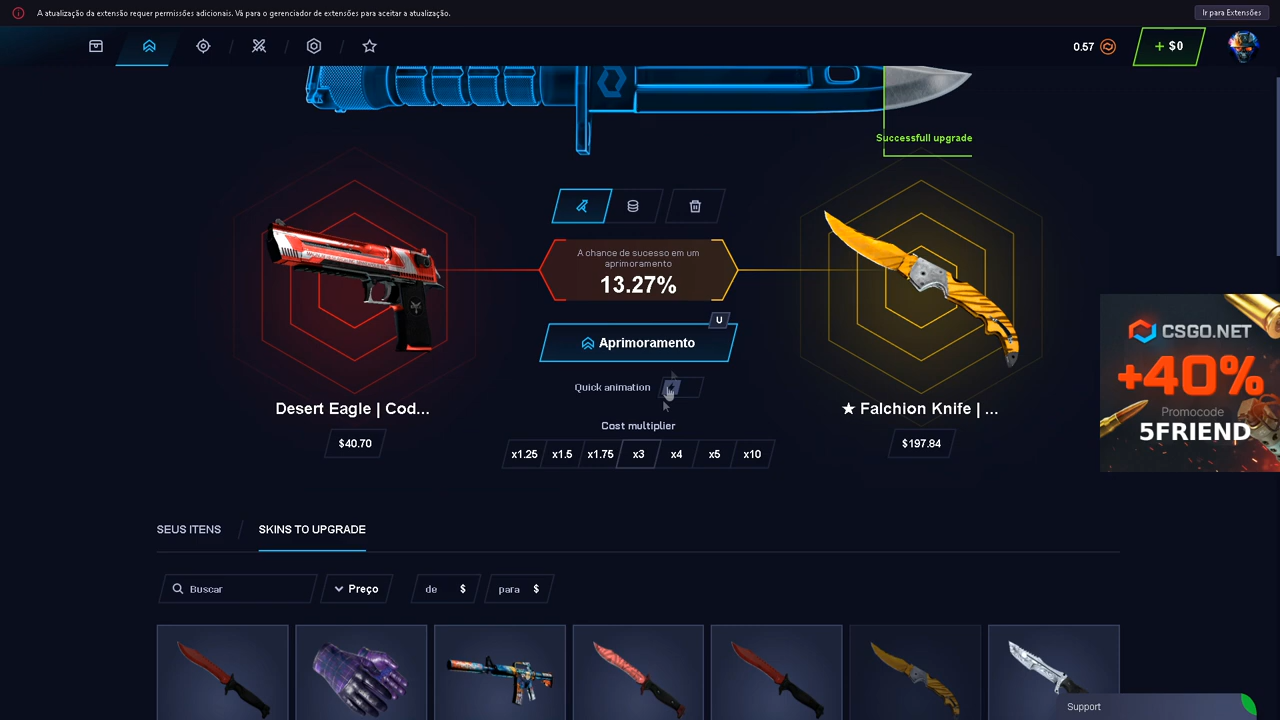 A atualização da extensão requer permissões adicionais. Vá para o gerenciador de extensões para aceitar a atualização.
Ir para Extensões
0.57
+ $0
Successfull upgrade
A chance de sucesso em um
aprimoramento
13.27%
U
Aprimoramento
Quick animation
Desert Eagle | Cod...
★ Falchion Knife | ...
Cost multiplier
$40.70
$197.84
x1.25 x1.5 x1.75 x3 x4 x5 x10
CSGO.NET
+40%
Promocode
5FRIEND
SEUS ITENS / SKINS TO UPGRADE
Buscar
Preço
de $
para $
Support